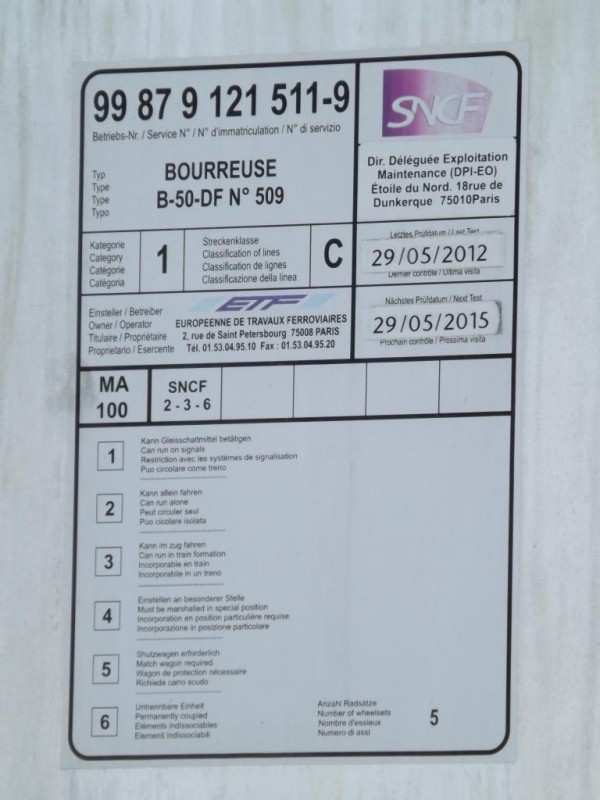 99 87 9 121 511-9
Betriebs-Nr. / Service N° / N° d'immatriculation / N° di servizio
Typ
Type
Type
Typo
BOURREUSE
B-50-DF N° 509
SNCF
Dir. Déléguée Exploitation
Maintenance (DPI-EO)
Étoile du Nord. 18rue de
Dunkerque 75010Paris
Kategorie
Category
Catégorie
Catégoria
1
Streckenklasse
Classification of lines
Classification de lignes
Classificazione della linea
C
Letztes Prüfdatum / Last Test
29/05/2012
Dernier contrôle / Ultima visita
Einsteller / Betreiber
Owner / Operator
Titulaire / Propriétaire
Proprietario / Esercente
ETF
EUROPEENNE DE TRAVAUX FERROVIAIRES
2, rue de Saint Petersbourg 75008 PARIS
Tél. 01.53.04.95.10 Fax : 01.53.04.95.20
Nächstes Prüfdatum / Next Test
29/05/2015
Prochain contrôle / Prossima visita
MA
100
SNCF
2 - 3 - 6
1
Kann Gleisschaltmittel betätigen
Can run on signals
Restriction avec les systèmes de signalisation
Puo circolare come treno
2
Kann allein fahren
Can run alone
Peut circuler seul
Puo cicolare isolata
3
Kann im zug fahren
Can run in train formation
Incorporable en train
Incorporabile in un treno
4
Einstellen an besonderer Stelle
Must be marshalled in special position
Incorporation en position particulière requise
Incorporazione in posizione particolare
5
Shutzwagen erforderlich
Match wagon required
Wagon de protection nécessaire
Richiede carro scudo
6
Untrennbare Einheit
Permanently coupled
Eléments indissociables
Elementi indissociabili
Anzahl Radsätze
Number of wheelsets
Nombre d'essieux
Numero di assi
5